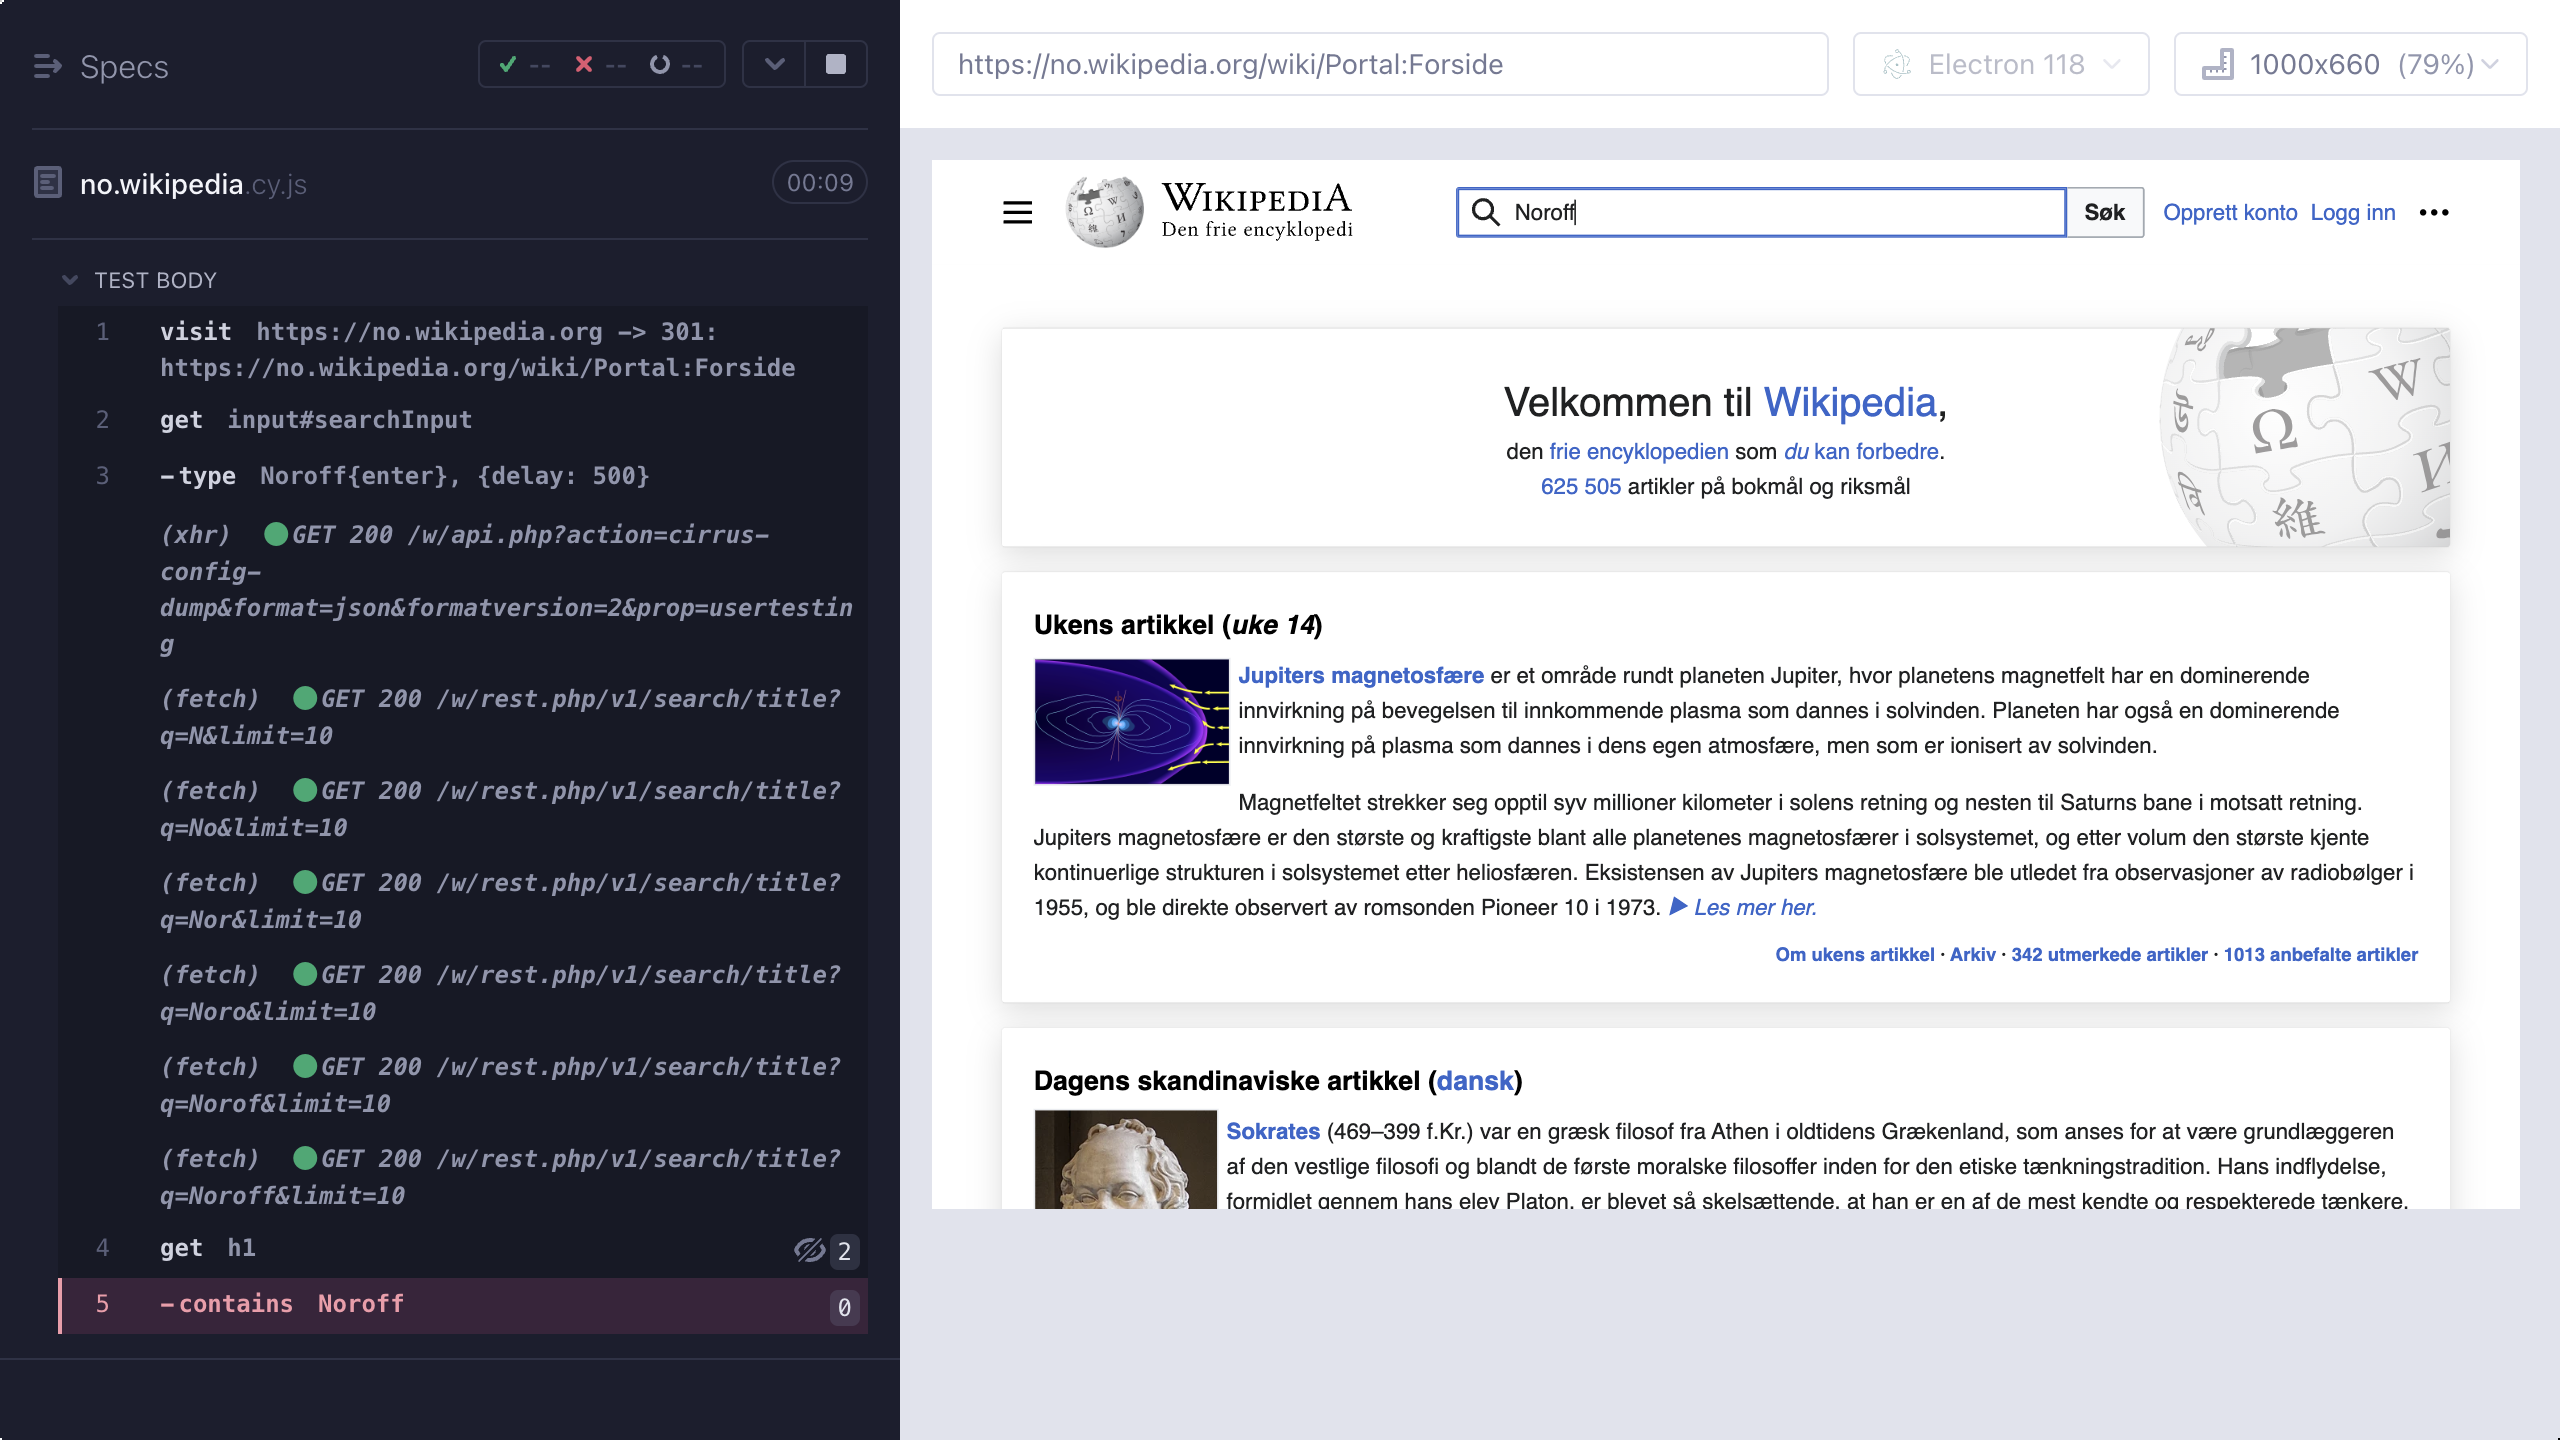 Specs
-- -- --
no.wikipedia.cy.js
00:09
TEST BODY
1 visit https://no.wikipedia.org -> 301:
https://no.wikipedia.org/wiki/Portal:Forside
2 get input#searchInput
3 -type Noroff{enter}, {delay: 500}
(xhr) GET 200 /w/api.php?action=cirrus-
config-
dump&format=json&formatversion=2&prop=usertestin
g
(fetch) GET 200 /w/rest.php/v1/search/title?
q=N&limit=10
(fetch) GET 200 /w/rest.php/v1/search/title?
q=No&limit=10
(fetch) GET 200 /w/rest.php/v1/search/title?
q=Nor&limit=10
(fetch) GET 200 /w/rest.php/v1/search/title?
q=Noro&limit=10
(fetch) GET 200 /w/rest.php/v1/search/title?
q=Norof&limit=10
(fetch) GET 200 /w/rest.php/v1/search/title?
q=Noroff&limit=10
4 get h1 2
5 -contains Noroff 0
https://no.wikipedia.org/wiki/Portal:Forside
Electron 118
1000x660 (79%)
WIKIPEDIA
Den frie encyklopedi
Noroff
Søk
Opprett konto Logg inn
Velkommen til Wikipedia,
den frie encyklopedien som du kan forbedre.
625 505 artikler på bokmål og riksmål
Ω W И 維
Ukens artikkel (uke 14)
Jupiters magnetosfære er et område rundt planeten Jupiter, hvor planetens magnetfelt har en dominerende
innvirkning på bevegelsen til innkommende plasma som dannes i solvinden. Planeten har også en dominerende
innvirkning på plasma som dannes i dens egen atmosfære, men som er ionisert av solvinden.
Magnetfeltet strekker seg opptil syv millioner kilometer i solens retning og nesten til Saturns bane i motsatt retning.
Jupiters magnetosfære er den største og kraftigste blant alle planetenes magnetosfærer i solsystemet, og etter volum den største kjente
kontinuerlige strukturen i solsystemet etter heliosfæren. Eksistensen av Jupiters magnetosfære ble utledet fra observasjoner av radiobølger i
1955, og ble direkte observert av romsonden Pioneer 10 i 1973. ▶ Les mer her.
Om ukens artikkel · Arkiv · 342 utmerkede artikler · 1013 anbefalte artikler
Dagens skandinaviske artikkel (dansk)
Sokrates (469–399 f.Kr.) var en græsk filosof fra Athen i oldtidens Grækenland, som anses for at være grundlæggeren
af den vestlige filosofi og blandt de første moralske filosoffer inden for den etiske tænkningstradition. Hans indflydelse,
formidlet gennem hans elev Platon, er blevet så skelsættende, at han er en af de mest kendte og respekterede tænkere,